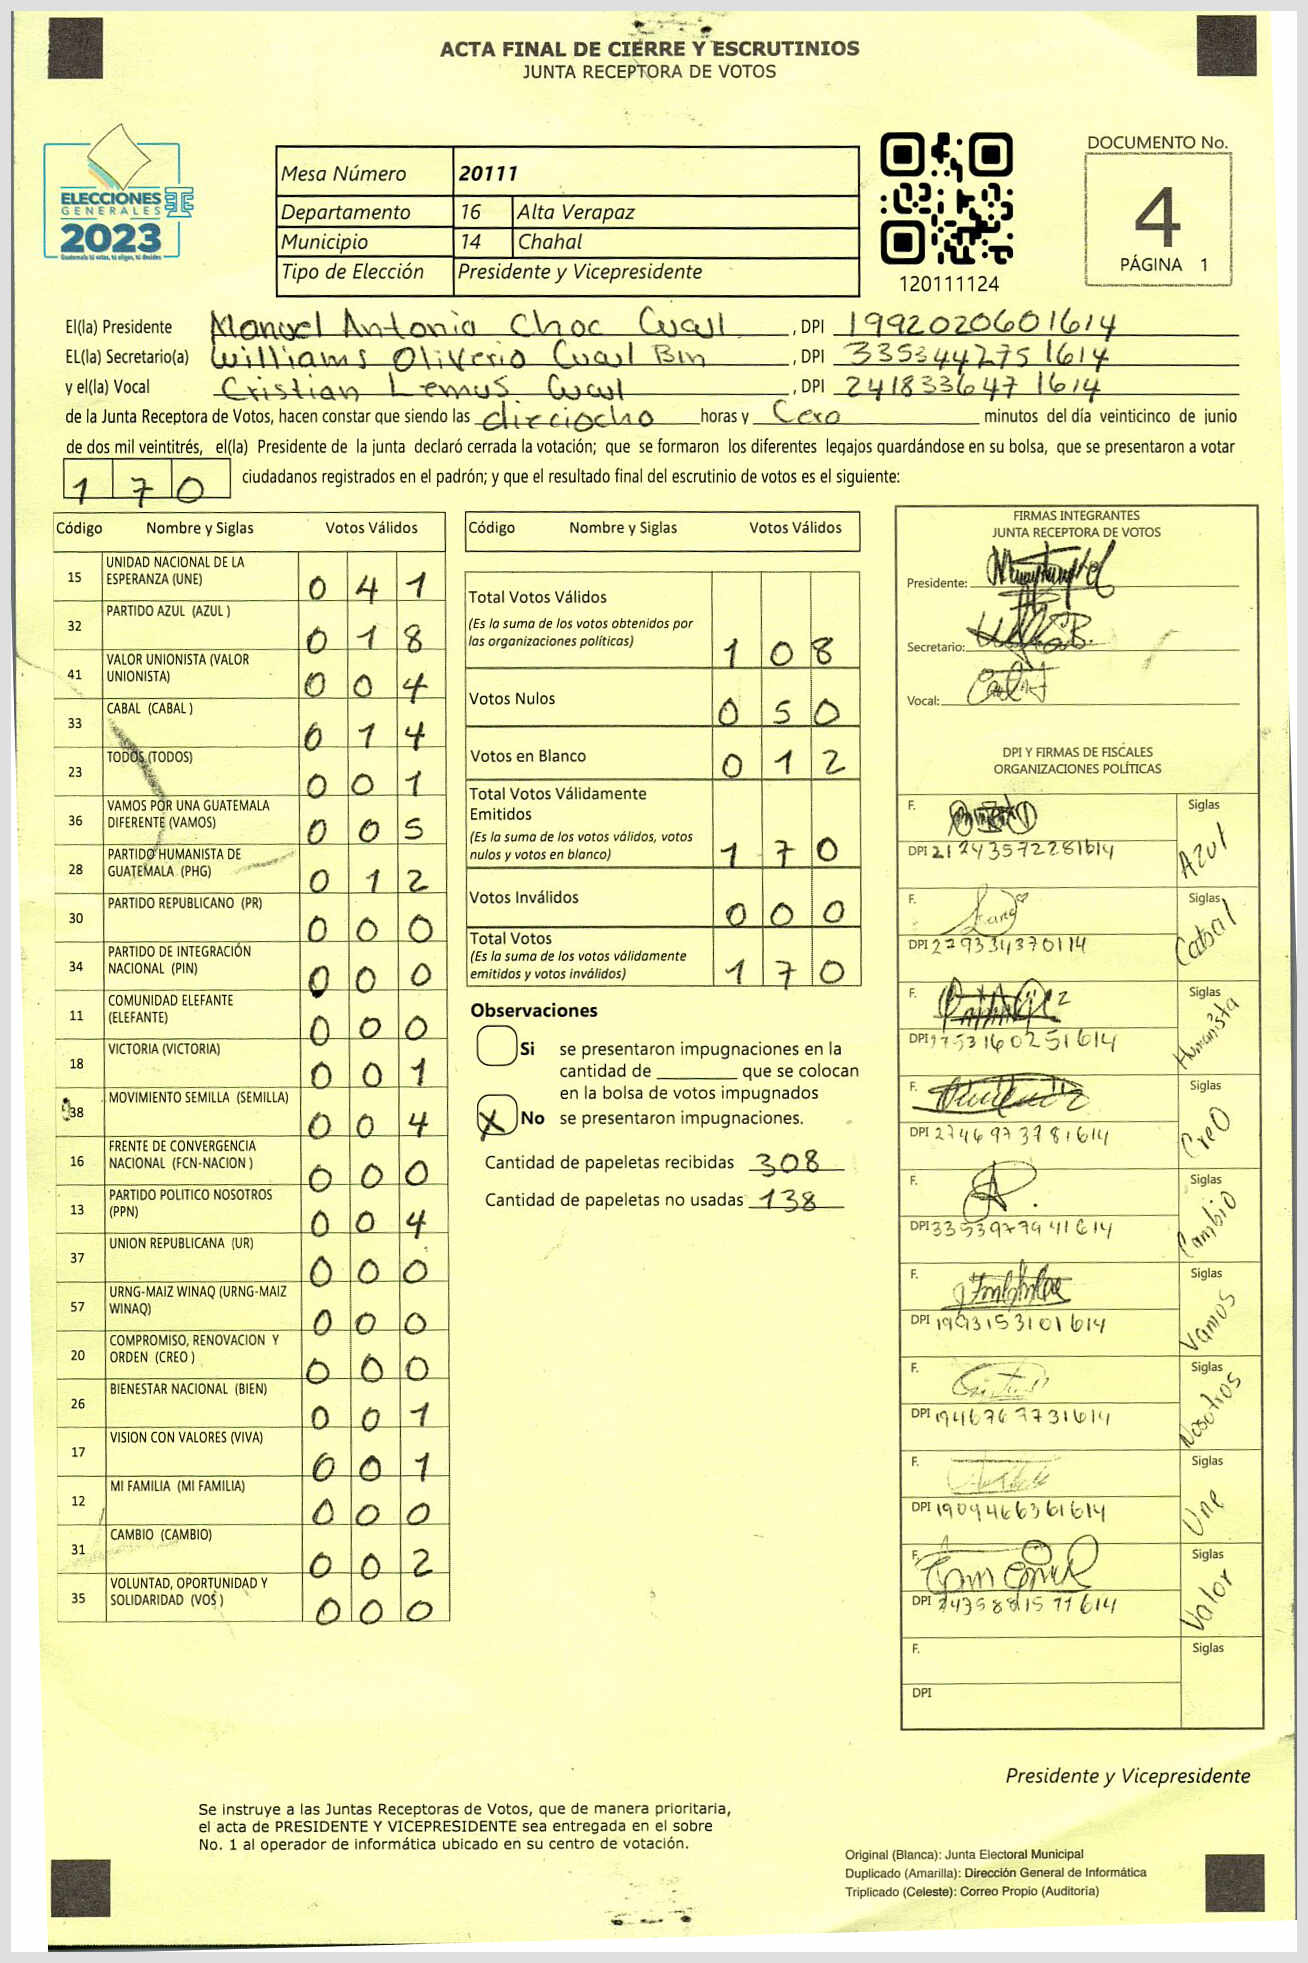 ACTA FINAL DE CIERRE Y ESCRUTINIOS
JUNTA RECEPTORA DE VOTOS
ELECCIONES
GENERALES
2023
Guatemala tú votas, tú eliges, tú decides
Mesa Número 20111
Departamento 16 Alta Verapaz
Municipio 14 Chahal
Tipo de Elección Presidente y Vicepresidente
120111124
DOCUMENTO No.
4
PÁGINA 1
El(la) Presidente Manuel Antonio Choc Cucul, DPI 1992020601614
EL(la) Secretario(a) Williams Oliverio Cucul Bin, DPI 3353442751614
y el(la) Vocal Cristian Lemus Cucul, DPI 2418336471614
de la Junta Receptora de Votos, hacen constar que siendo las dieciocho horas y Cero minutos del día veinticinco de junio
de dos mil veintitrés, el(la) Presidente de la junta declaró cerrada la votación; que se formaron los diferentes legajos guardándose en su bolsa, que se presentaron a votar
170 ciudadanos registrados en el padrón; y que el resultado final del escrutinio de votos es el siguiente:
Código Nombre y Siglas Votos Válidos
15 UNIDAD NACIONAL DE LA ESPERANZA (UNE) 0 4 1
32 PARTIDO AZUL (AZUL ) 0 1 8
41 VALOR UNIONISTA (VALOR UNIONISTA) 0 0 4
33 CABAL (CABAL ) 0 1 4
23 TODOS (TODOS) 0 0 1
36 VAMOS POR UNA GUATEMALA DIFERENTE (VAMOS) 0 0 5
28 PARTIDO HUMANISTA DE GUATEMALA (PHG) 0 1 2
30 PARTIDO REPUBLICANO (PR) 0 0 0
34 PARTIDO DE INTEGRACIÓN NACIONAL (PIN) 0 0 0
11 COMUNIDAD ELEFANTE (ELEFANTE) 0 0 0
18 VICTORIA (VICTORIA) 0 0 1
38 MOVIMIENTO SEMILLA (SEMILLA) 0 0 4
16 FRENTE DE CONVERGENCIA NACIONAL (FCN-NACION ) 0 0 0
13 PARTIDO POLITICO NOSOTROS (PPN) 0 0 4
37 UNION REPUBLICANA (UR) 0 0 0
57 URNG-MAIZ WINAQ (URNG-MAIZ WINAQ) 0 0 0
20 COMPROMISO, RENOVACION Y ORDEN (CREO ) 0 0 0
26 BIENESTAR NACIONAL (BIEN) 0 0 1
17 VISION CON VALORES (VIVA) 0 0 1
12 MI FAMILIA (MI FAMILIA) 0 0 0
31 CAMBIO (CAMBIO) 0 0 2
35 VOLUNTAD, OPORTUNIDAD Y SOLIDARIDAD (VOS ) 0 0 0
Código Nombre y Siglas Votos Válidos
Total Votos Válidos 1 0 8
(Es la suma de los votos obtenidos por
las organizaciones políticas)
Votos Nulos 0 5 0
Votos en Blanco 0 1 2
Total Votos Válidamente
Emitidos 1 7 0
(Es la suma de los votos válidos, votos
nulos y votos en blanco)
Votos Inválidos 0 0 0
Total Votos 1 7 0
(Es la suma de los votos válidamente
emitidos y votos inválidos)
Observaciones
Si se presentaron impugnaciones en la
cantidad de ________ que se colocan
en la bolsa de votos impugnados
X No se presentaron impugnaciones.
Cantidad de papeletas recibidas 308
Cantidad de papeletas no usadas 138
FIRMAS INTEGRANTES
JUNTA RECEPTORA DE VOTOS
Presidente:
Secretario:
Vocal:
DPI Y FIRMAS DE FISCALES
ORGANIZACIONES POLÍTICAS
F. Siglas Azul
DPI 21243572281614
F. Siglas Cabal
DPI 229334370114
F. Siglas Humanista
DPI
F. Siglas Creo
DPI 2746973781614
F. Siglas Cambio
DPI 3353977941614
F. Siglas Vamos
DPI 1993153101614
F. Siglas Nosotros
DPI 1946767731614
F. Siglas Une
DPI 1909466361614
F. Siglas Valor
DPI
F. Siglas
DPI
Presidente y Vicepresidente
Se instruye a las Juntas Receptoras de Votos, que de manera prioritaria,
el acta de PRESIDENTE Y VICEPRESIDENTE sea entregada en el sobre
No. 1 al operador de informática ubicado en su centro de votación.
Original (Blanca): Junta Electoral Municipal
Duplicado (Amarilla): Dirección General de Informática
Triplicado (Celeste): Correo Propio (Auditoría)